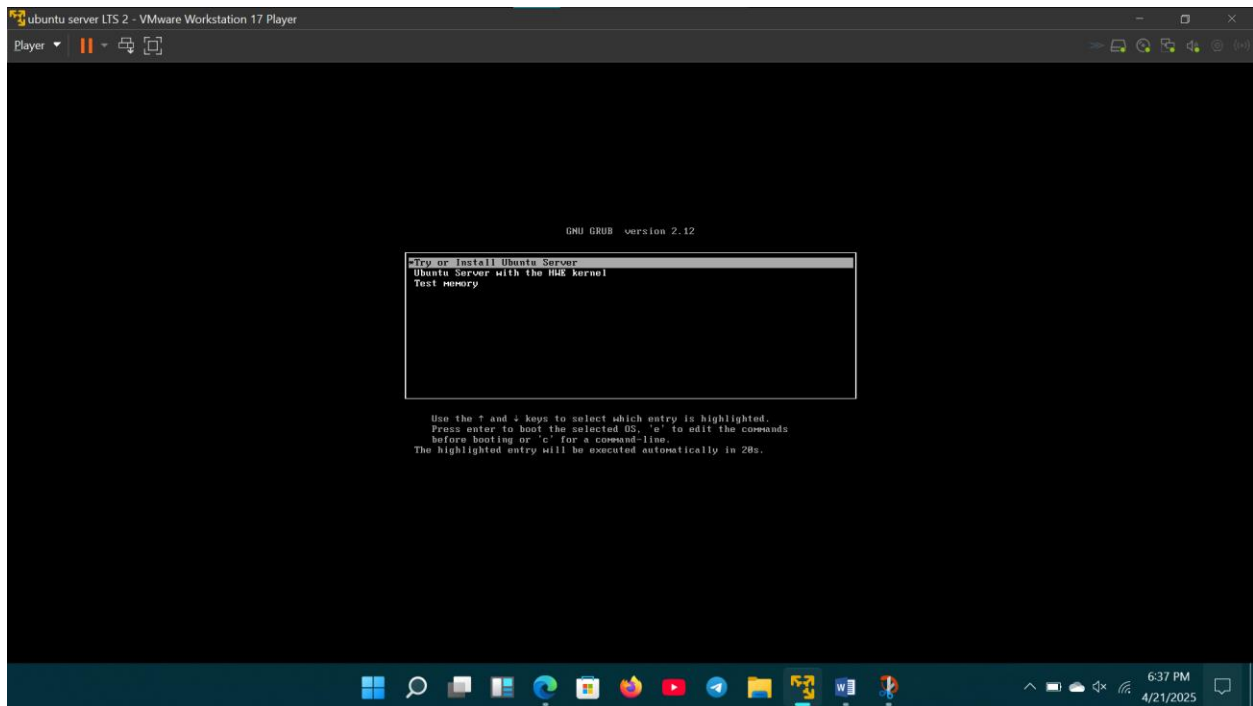 ubuntu server LTS 2 - VMware Workstation 17 Player
Player
GNU GRUB version 2.12
*Try or Install Ubuntu Server
Ubuntu Server with the HWE kernel
Test memory
Use the ↑ and ↓ keys to select which entry is highlighted.
Press enter to boot the selected OS, `e' to edit the commands
before booting or `c' for a command-line.
The highlighted entry will be executed automatically in 28s.
6:37 PM
4/21/2025